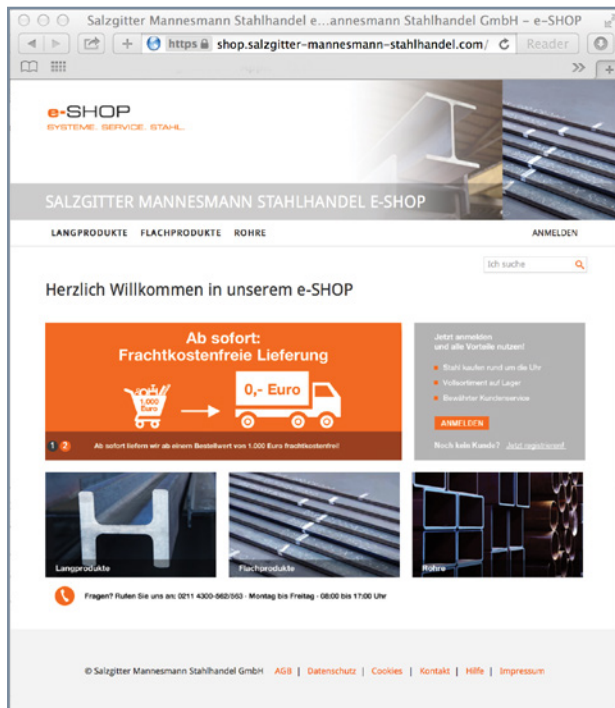 Salzgitter Mannesmann Stahlhandel e...annesmann Stahlhandel GmbH – e-SHOP
https shop.salzgitter-mannesmann-stahlhandel.com/ Reader
e-SHOP
SYSTEME. SERVICE. STAHL.
SALZGITTER MANNESMANN STAHLHANDEL E-SHOP
LANGPRODUKTE FLACHPRODUKTE ROHRE ANMELDEN
Ich suche
Herzlich Willkommen in unserem e-SHOP
Ab sofort:
Frachtkostenfreie Lieferung
1.000
Euro
0,- Euro
1 2 Ab sofort liefern wir ab einem Bestellwert von 1.000 Euro frachtkostenfrei!
Jetzt anmelden
und alle Vorteile nutzen!
Stahl kaufen rund um die Uhr
Vollsortiment auf Lager
Bewährter Kundenservice
ANMELDEN
Noch kein Kunde? Jetzt registrieren!
Langprodukte
Flachprodukte
Rohre
Fragen? Rufen Sie uns an: 0211 4300-562/553 · Montag bis Freitag · 08:00 bis 17:00 Uhr
© Salzgitter Mannesmann Stahlhandel GmbH AGB | Datenschutz | Cookies | Kontakt | Hilfe | Impressum